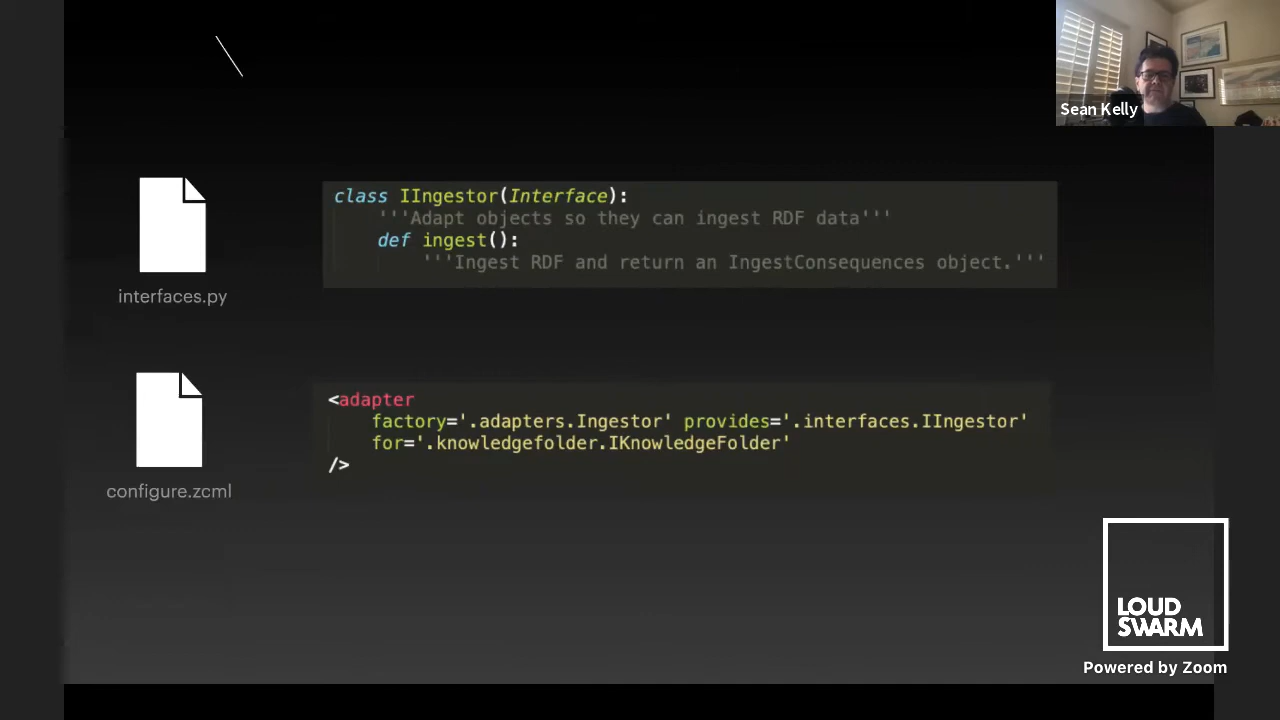 Sean Kelly
class IIngestor(Interface):
'''Adapt objects so they can ingest RDF data'''
def ingest():
'''Ingest RDF and return an IngestConsequences object.'''
interfaces.py
<adapter
factory='.adapters.Ingestor' provides='.interfaces.IIngestor'
for='.knowledgefolder.IKnowledgeFolder'
/>
configure.zcml
LOUD
SWARM
Powered by Zoom